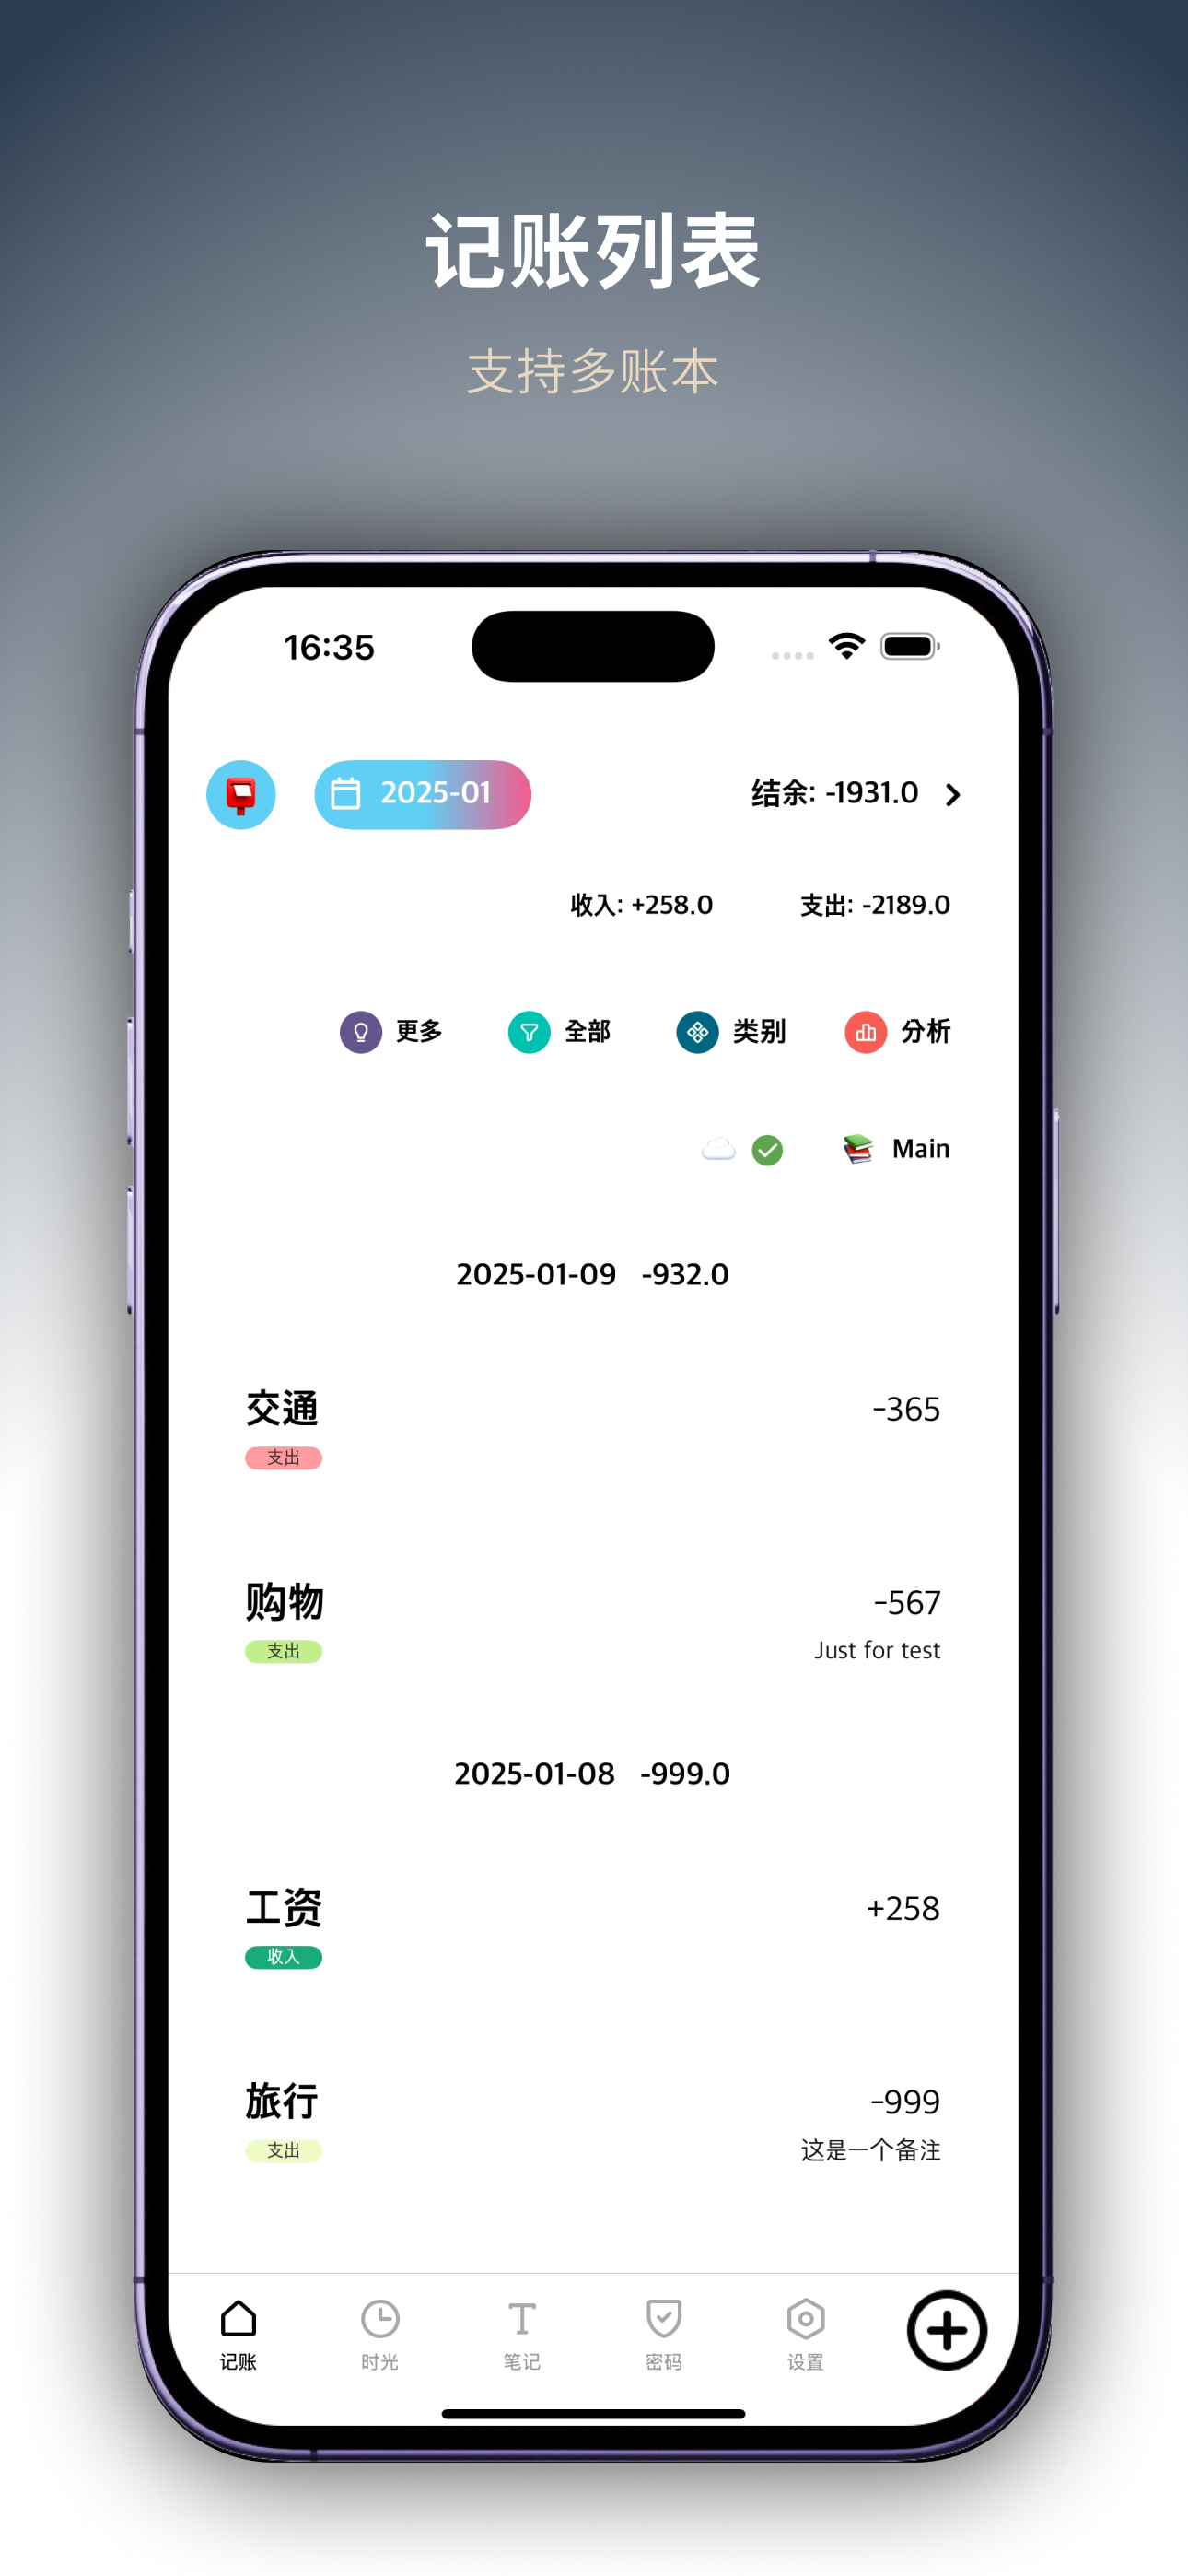 记账列表
支持多账本
16:35
2025-01 结余: -1931.0
收入: +258.0 支出: -2189.0
更多 全部 类别 分析
Main
2025-01-09 -932.0
交通 -365
支出
购物 -567
支出 Just for test
2025-01-08 -999.0
工资 +258
收入
旅行 -999
支出 这是一个备注
记账 时光 笔记 密码 设置